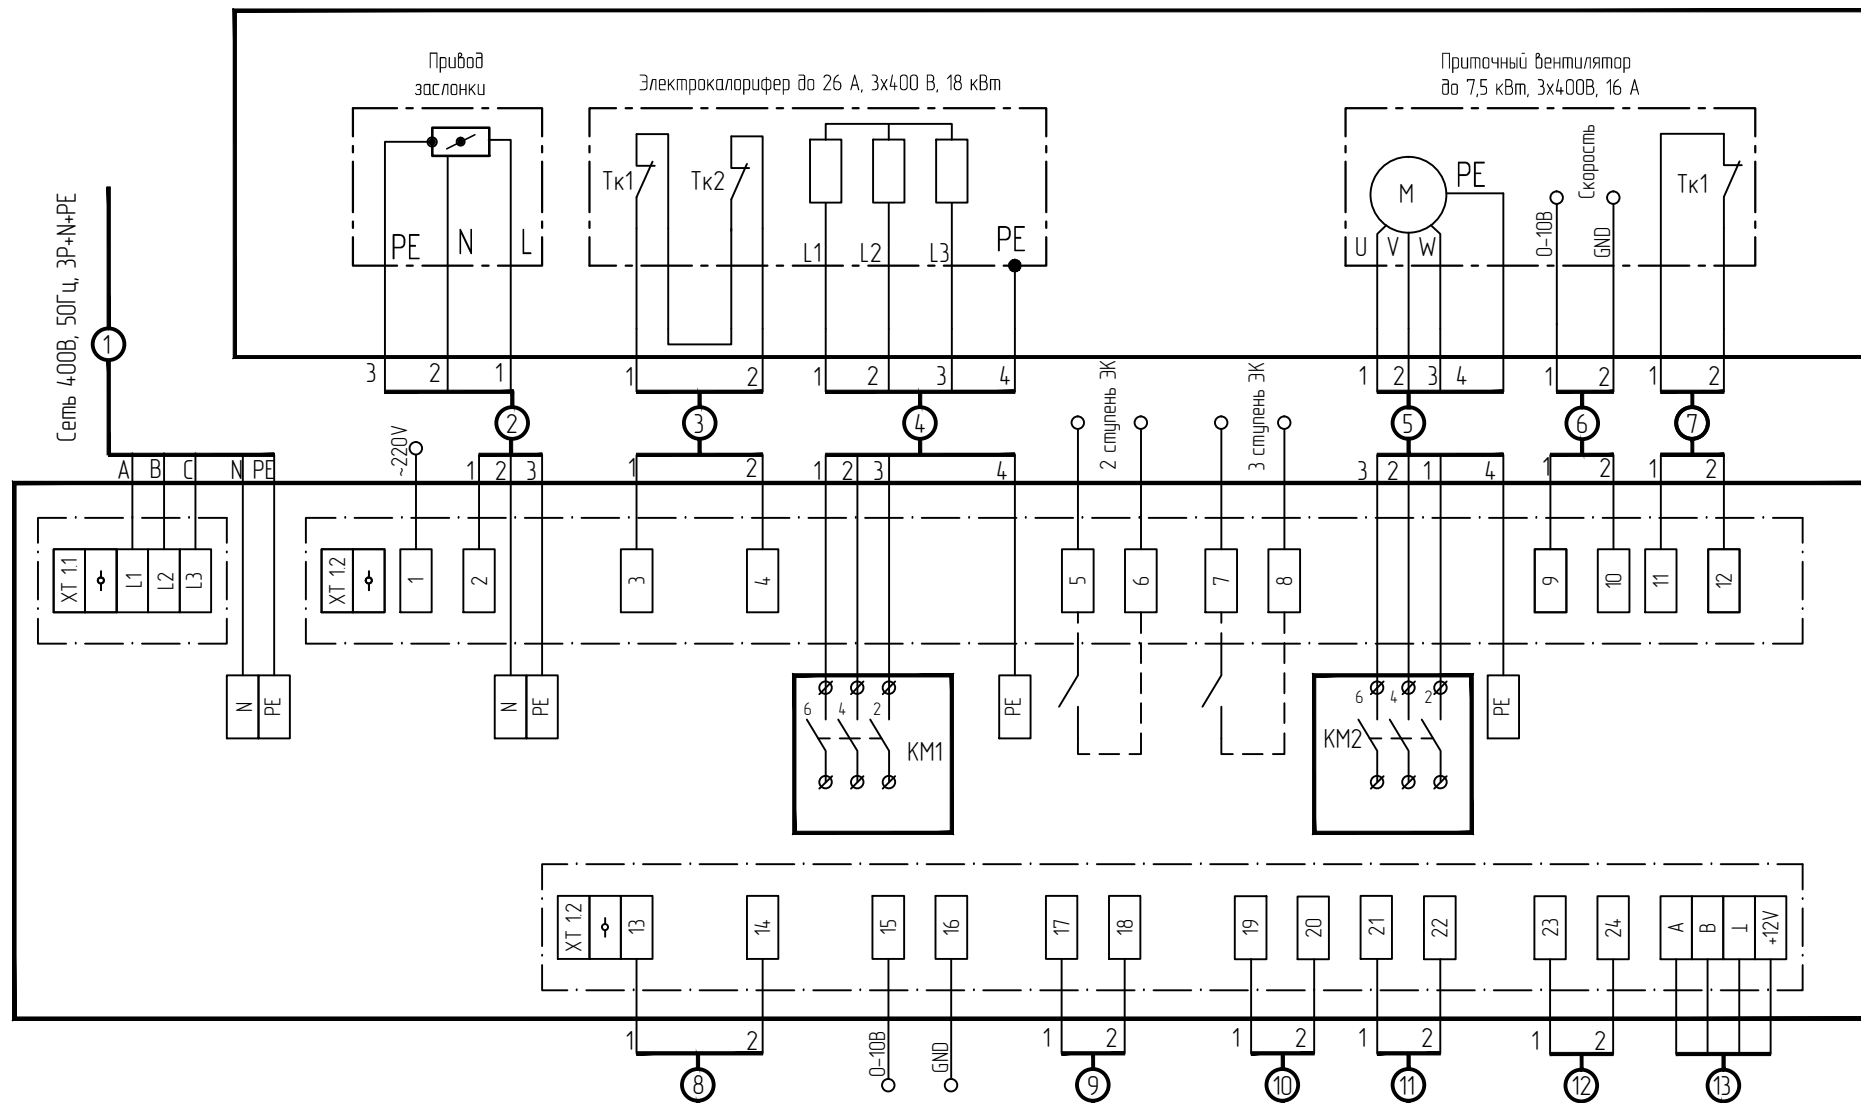 Привод
заслонки
Электрокалорифер до 26 А, 3х400 В, 18 кВт
Приточный вентилятор
до 7,5 кВт, 3х400В, 16 А
Тк1 Тк2
М PE
Скорость
Тк1
PE N L
L1 L2 L3 PE
U V W
0-10В GND
Сеть 400В, 50Гц, 3P+N+PE
1
3 2 1 1 2 1 2 3 4 1 2 3 4 1 2 1 2
2 3 4 5 6 7
~220V
2 ступень ЭК
3 ступень ЭК
A B C N PE 1 2 3 1 2 1 2 3 4 3 2 1 4 1 2 1 2
XT 1.1 L1 L2 L3
XT 1.2 1 2 3 4 5 6 7 8 9 10 11 12
N PE N PE PE PE
6 4 2 КМ1
6 4 2 КМ2
XT 1.2 13 14 15 16 17 18 19 20 21 22 23 24 A B ⊥ +12V
1 2 0-10В GND 1 2 1 2 1 2 1 2
8 9 10 11 12 13